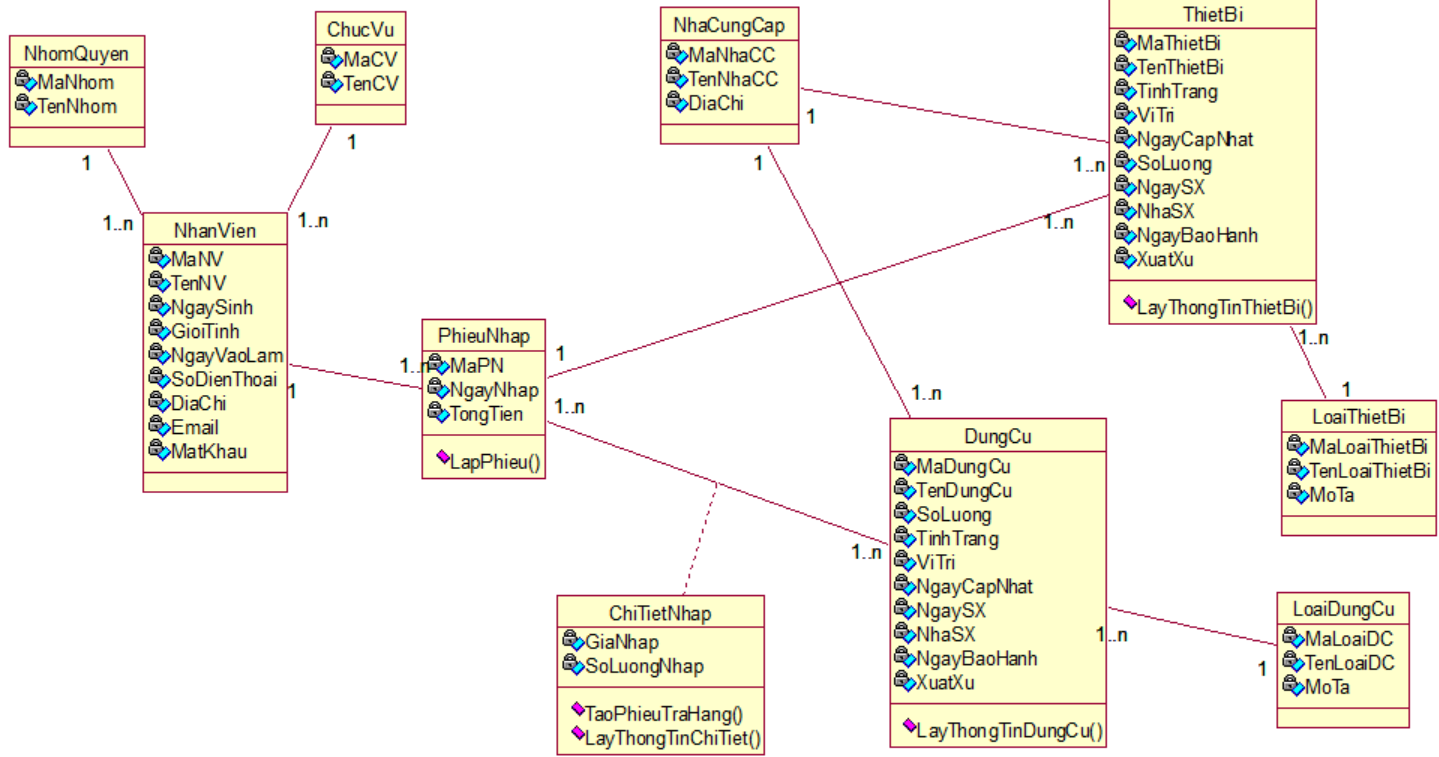 NhomQuyen
MaNhom
TenNhom
1
1..n
ChucVu
MaCV
TenCV
1
1..n
NhanVien
MaNV
TenNV
NgaySinh
GioiTinh
NgayVaoLam
SoDienThoai
DiaChi
Email
MatKhau
1
1..n
PhieuNhap
MaPN
NgayNhap
TongTien
LapPhieu()
1
1..n
1..n
1..n
ChiTietNhap
GiaNhap
SoLuongNhap
TaoPhieuTraHang()
LayThongTinChiTiet()
NhaCungCap
MaNhaCC
TenNhaCC
DiaChi
1
1..n
1
1..n
ThietBi
MaThietBi
TenThietBi
TinhTrang
ViTri
NgayCapNhat
SoLuong
NgaySX
NhaSX
NgayBaoHanh
XuatXu
LayThongTinThietBi()
1..n
1
LoaiThietBi
MaLoaiThietBi
TenLoaiThietBi
MoTa
DungCu
MaDungCu
TenDungCu
SoLuong
TinhTrang
ViTri
NgayCapNhat
NgaySX
NhaSX
NgayBaoHanh
XuatXu
LayThongTinDungCu()
1..n
1
LoaiDungCu
MaLoaiDC
TenLoaiDC
MoTa